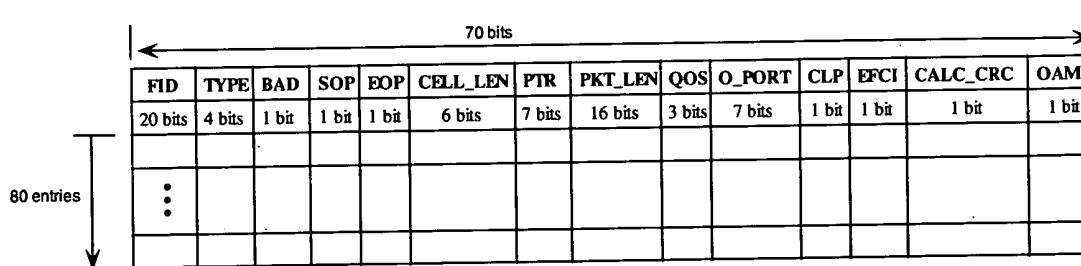 70 bits
FID TYPE BAD SOP EOP CELL_LEN PTR PKT_LEN QOS O_PORT CLP EFCI CALC_CRC OAM
20 bits 4 bits 1 bit 1 bit 1 bit 6 bits 7 bits 16 bits 3 bits 7 bits 1 bit 1 bit 1 bit 1 bit
80 entries